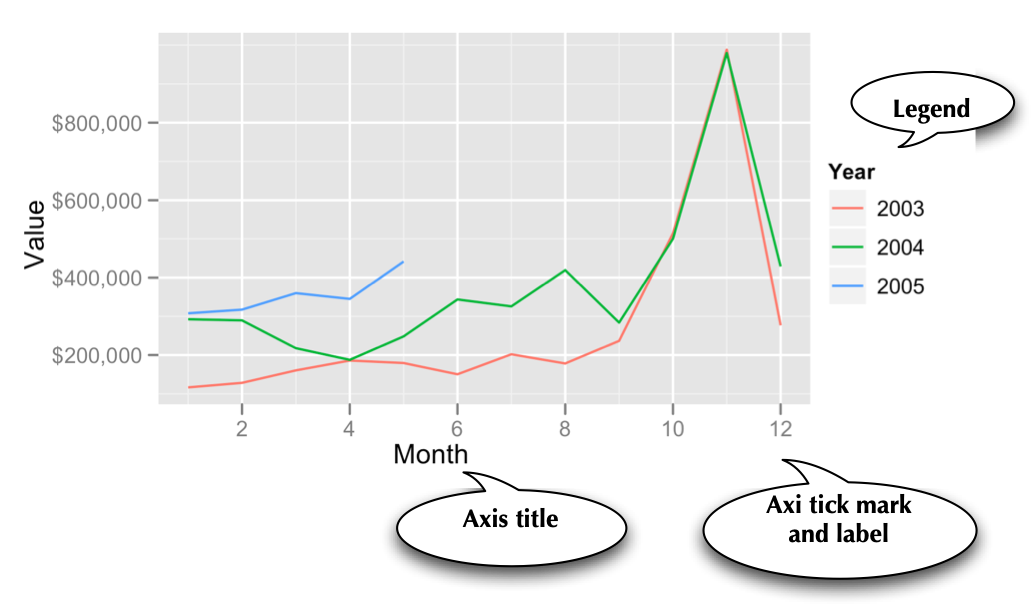 $800,000
$600,000
$400,000
$200,000
Value
2
4
6
8
10
12
Month
Legend
Year
2003
2004
2005
Axis title
Axi tick mark
and label